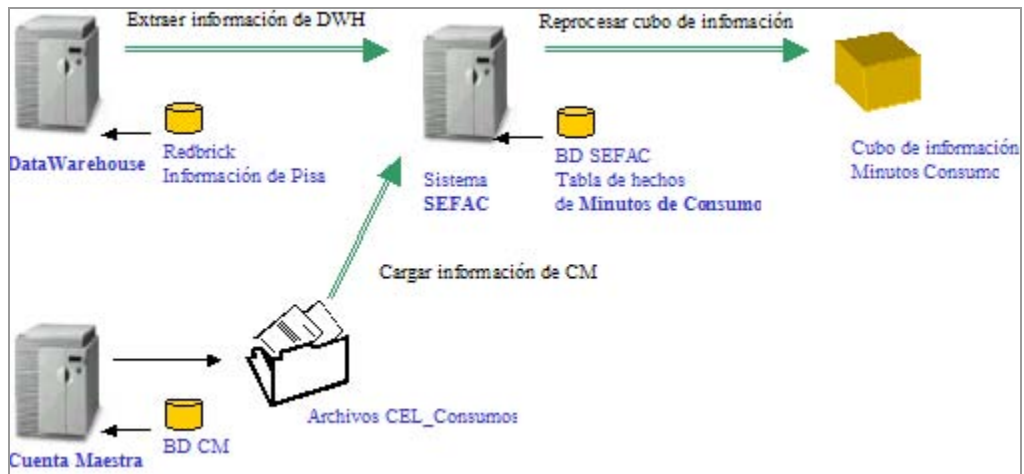 Extraer información de DWH
Reprocesar cubo de infomación
DataWarehouse
Redbrick
Información de Pisa
Sistema
SEFAC
BD SEFAC
Tabla de hechos
de Minutos de Consumo
Cubo de información
Minutos Consumo
Cargar información de CM
Archivos CEL_Consumos
BD CM
Cuenta Maestra